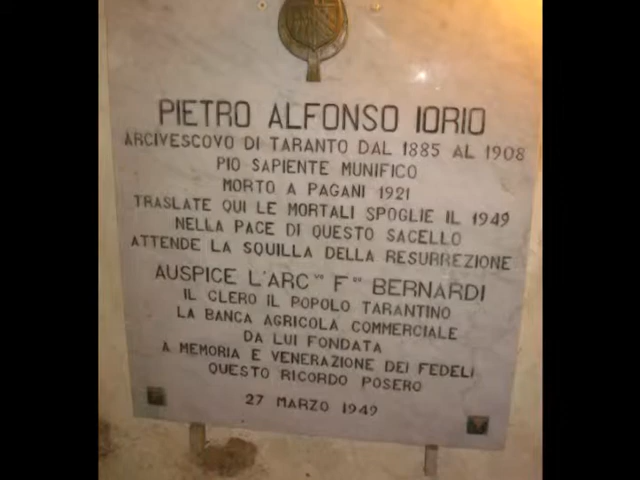 PIETRO ALFONSO IORIO
ARCIVESCOVO DI TARANTO DAL 1885 AL 1908
PIO SAPIENTE MUNIFICO
MORTO A PAGANI 1921
TRASLATE QUI LE MORTALI SPOGLIE IL 1949
NELLA PACE DI QUESTO SACELLO
ATTENDE LA SQUILLA DELLA RESURREZIONE
AUSPICE L'ARC^VO F^DO BERNARDI
IL CLERO IL POPOLO TARANTINO
LA BANCA AGRICOLA COMMERCIALE
DA LUI FONDATA
A MEMORIA E VENERAZIONE DEI FEDELI
QUESTO RICORDO POSERO
27 MARZO 1949